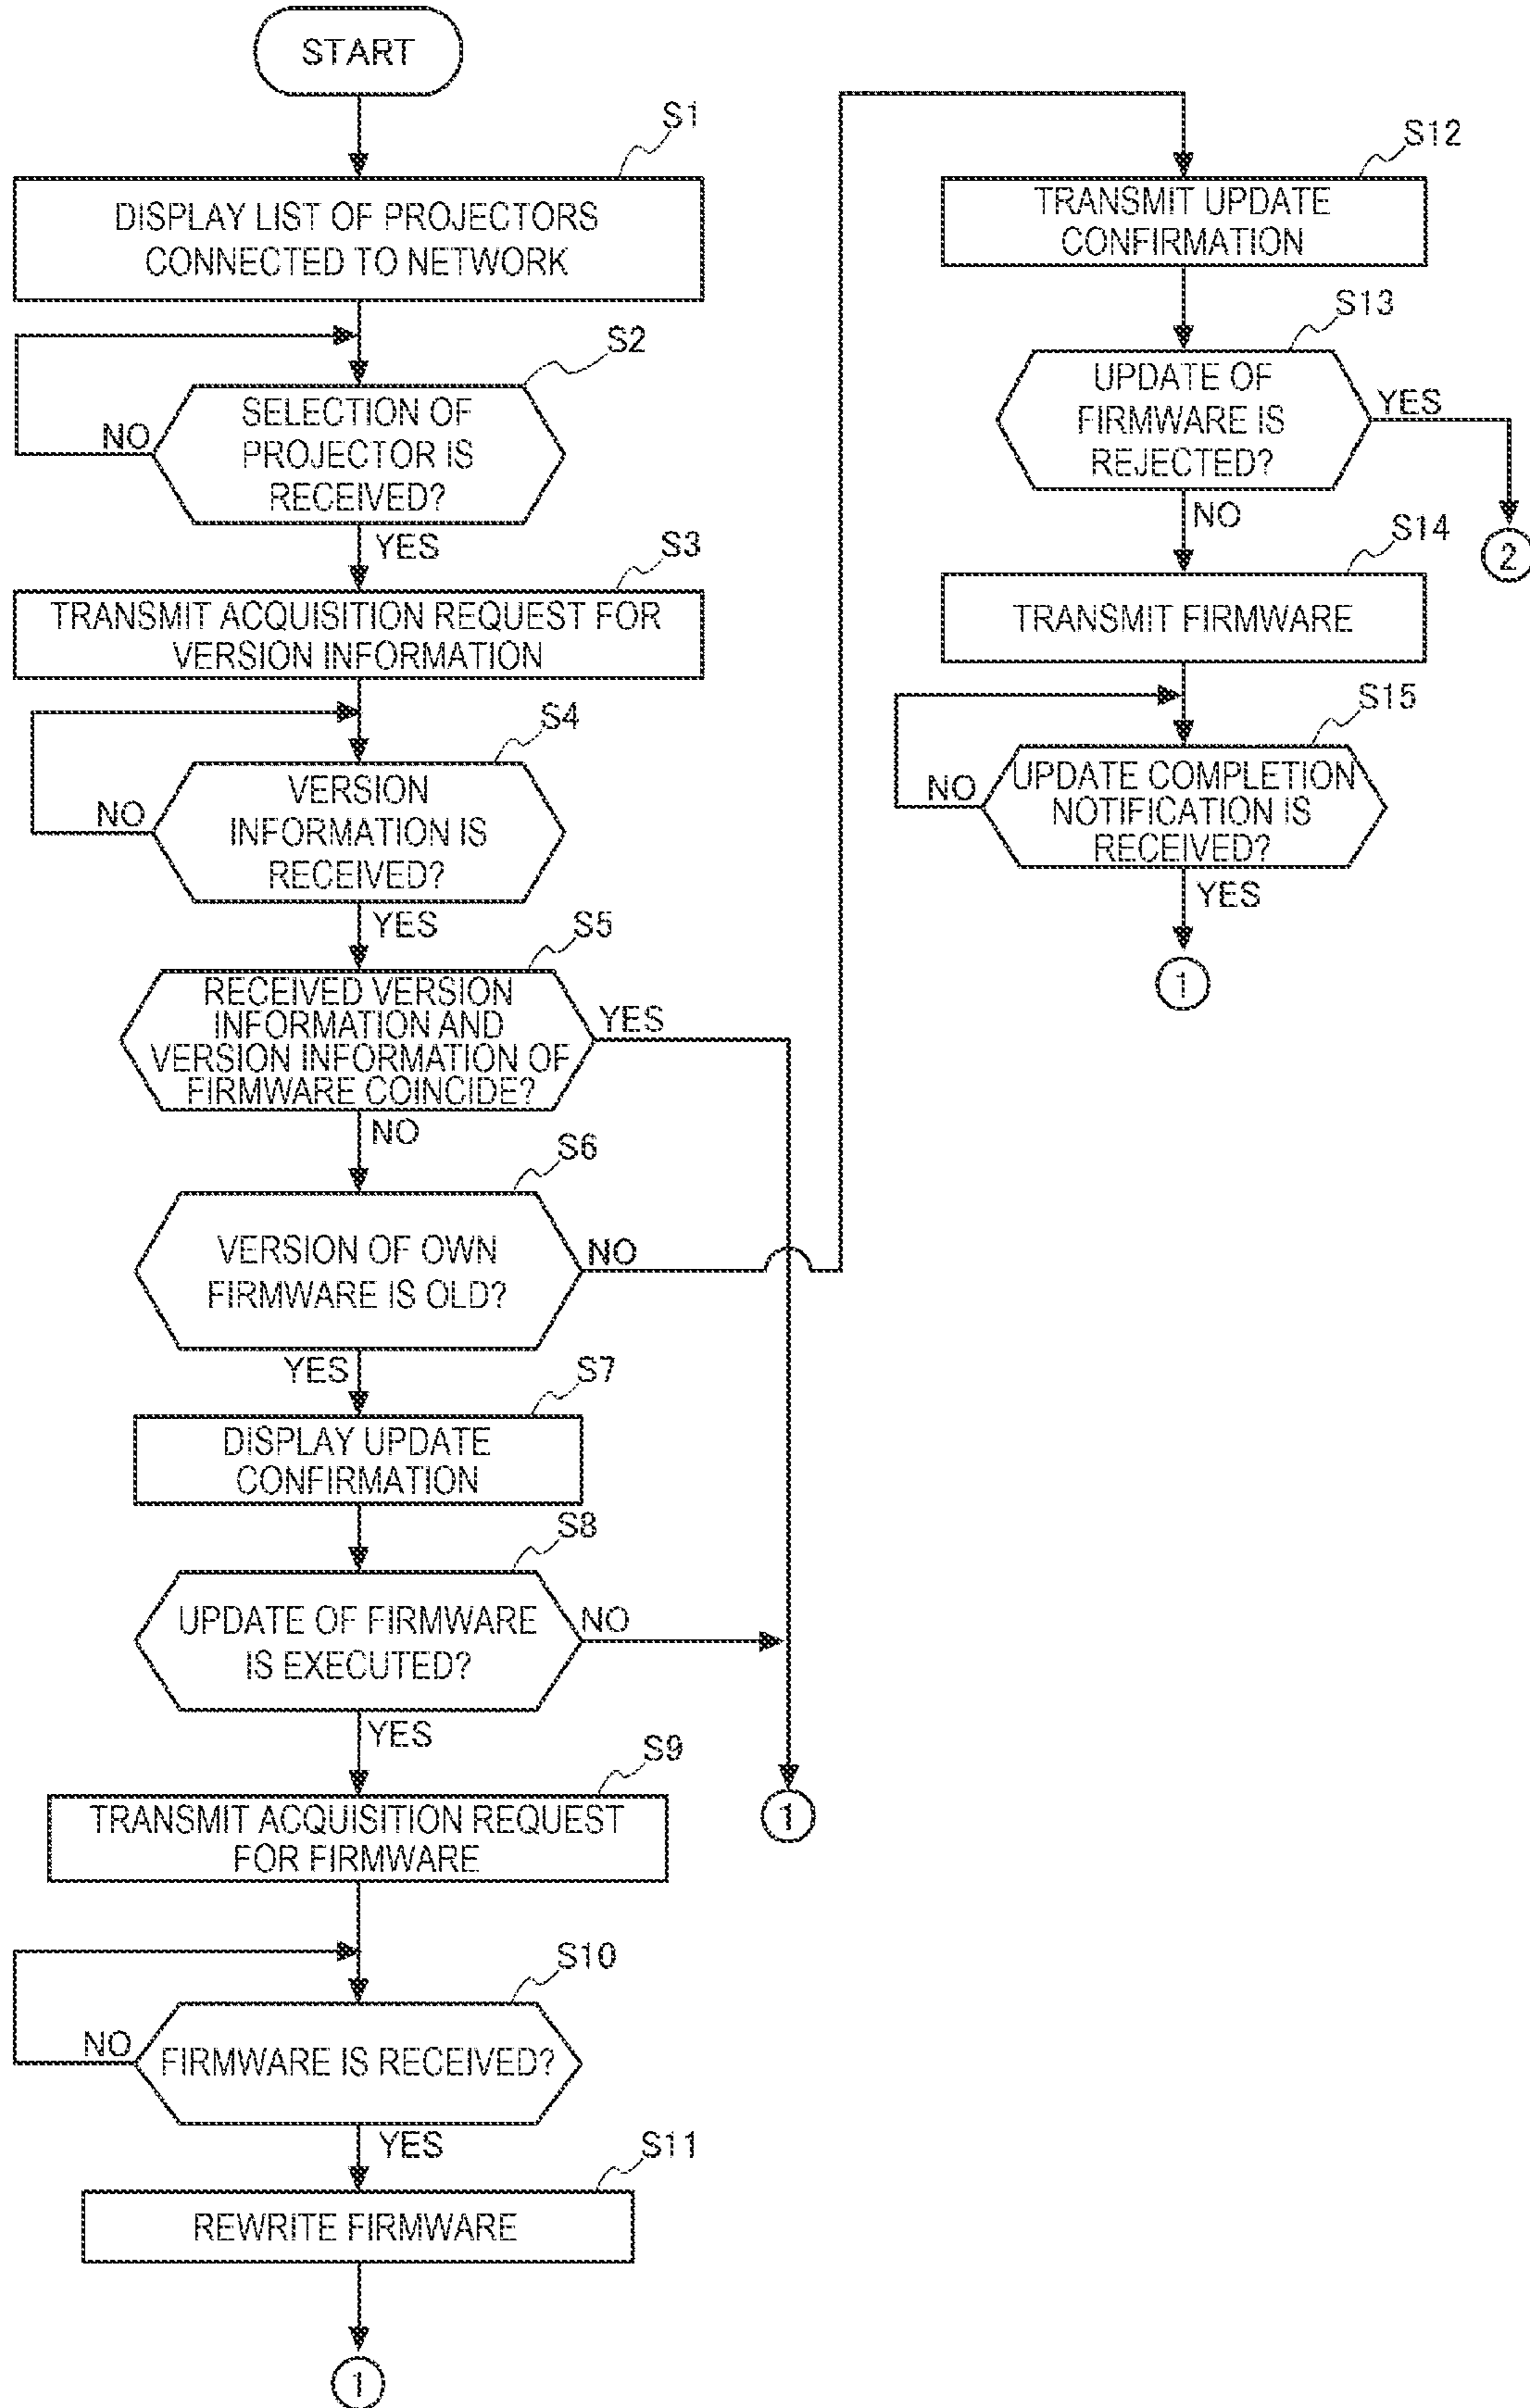 START
S1
DISPLAY LIST OF PROJECTORS
CONNECTED TO NETWORK
S2
SELECTION OF
PROJECTOR IS
RECEIVED?
NO
YES
S3
TRANSMIT ACQUISITION REQUEST FOR
VERSION INFORMATION
S4
VERSION
INFORMATION IS
RECEIVED?
NO
YES
S5
RECEIVED VERSION
INFORMATION AND
VERSION INFORMATION OF
FIRMWARE COINCIDE?
YES
NO
S6
VERSION OF OWN
FIRMWARE IS OLD?
NO
YES
S7
DISPLAY UPDATE
CONFIRMATION
S8
UPDATE OF FIRMWARE
IS EXECUTED?
NO
YES
1
S9
TRANSMIT ACQUISITION REQUEST
FOR FIRMWARE
S10
FIRMWARE IS RECEIVED?
NO
YES
S11
REWRITE FIRMWARE
1
S12
TRANSMIT UPDATE
CONFIRMATION
S13
UPDATE OF
FIRMWARE IS
REJECTED?
YES
2
NO
S14
TRANSMIT FIRMWARE
S15
UPDATE COMPLETION
NOTIFICATION IS
RECEIVED?
NO
YES
1